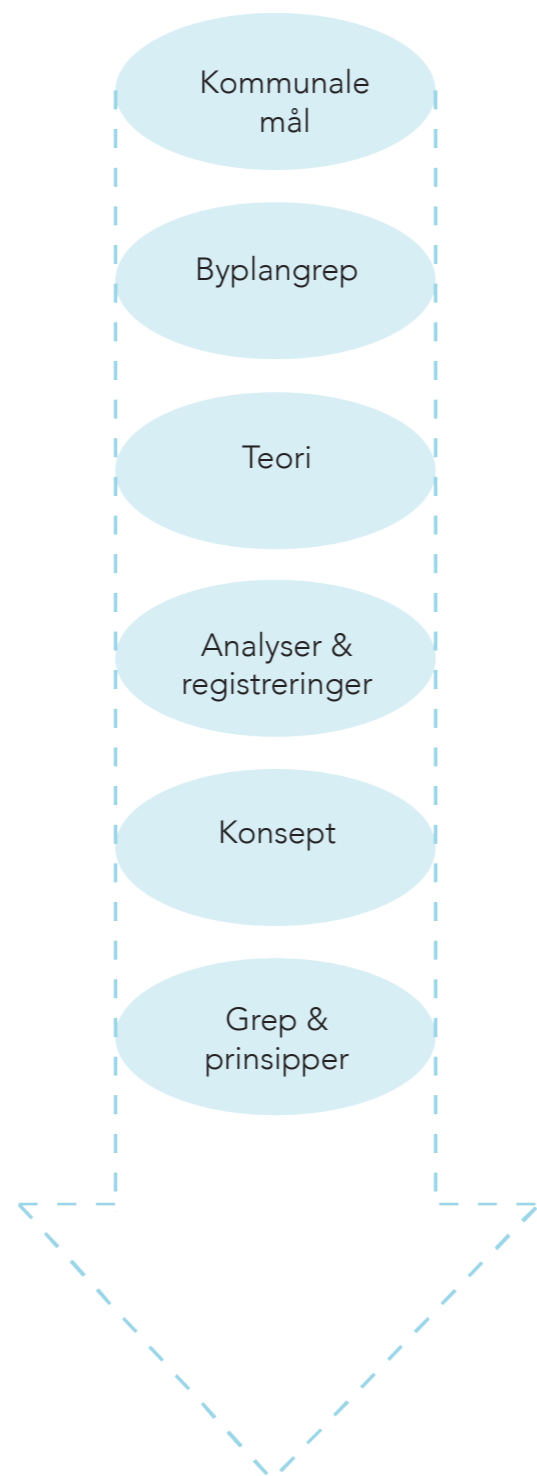 Kommunale
mål
Byplangrep
Teori
Analyser &
registreringer
Konsept
Grep &
prinsipper